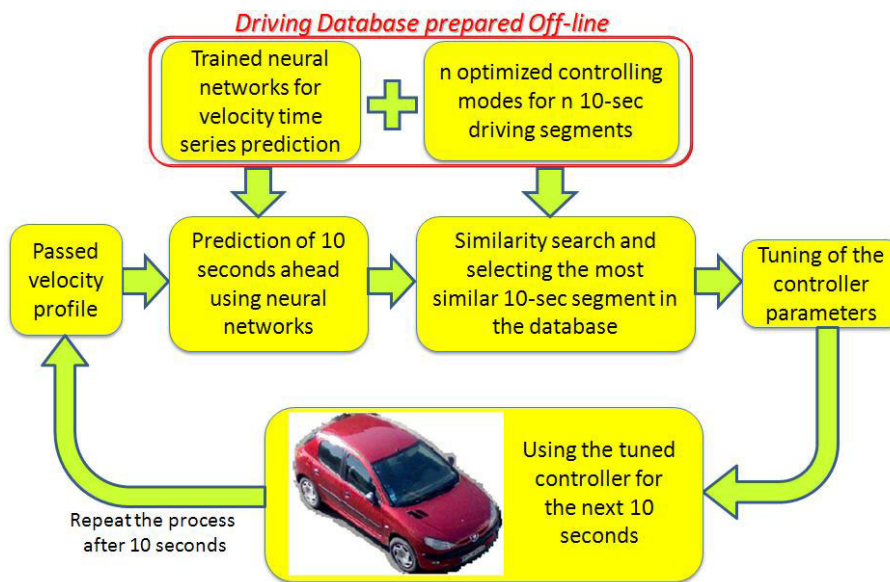 Driving Database prepared Off-line
Trained neural
networks for
velocity time
series prediction
n optimized controlling
modes for n 10-sec
driving segments
Passed
velocity
profile
Prediction of 10
seconds ahead
using neural
networks
Similarity search and
selecting the most
similar 10-sec segment in
the database
Tuning of the
controller
parameters
Using the tuned
controller for
the next 10
seconds
Repeat the process
after 10 seconds